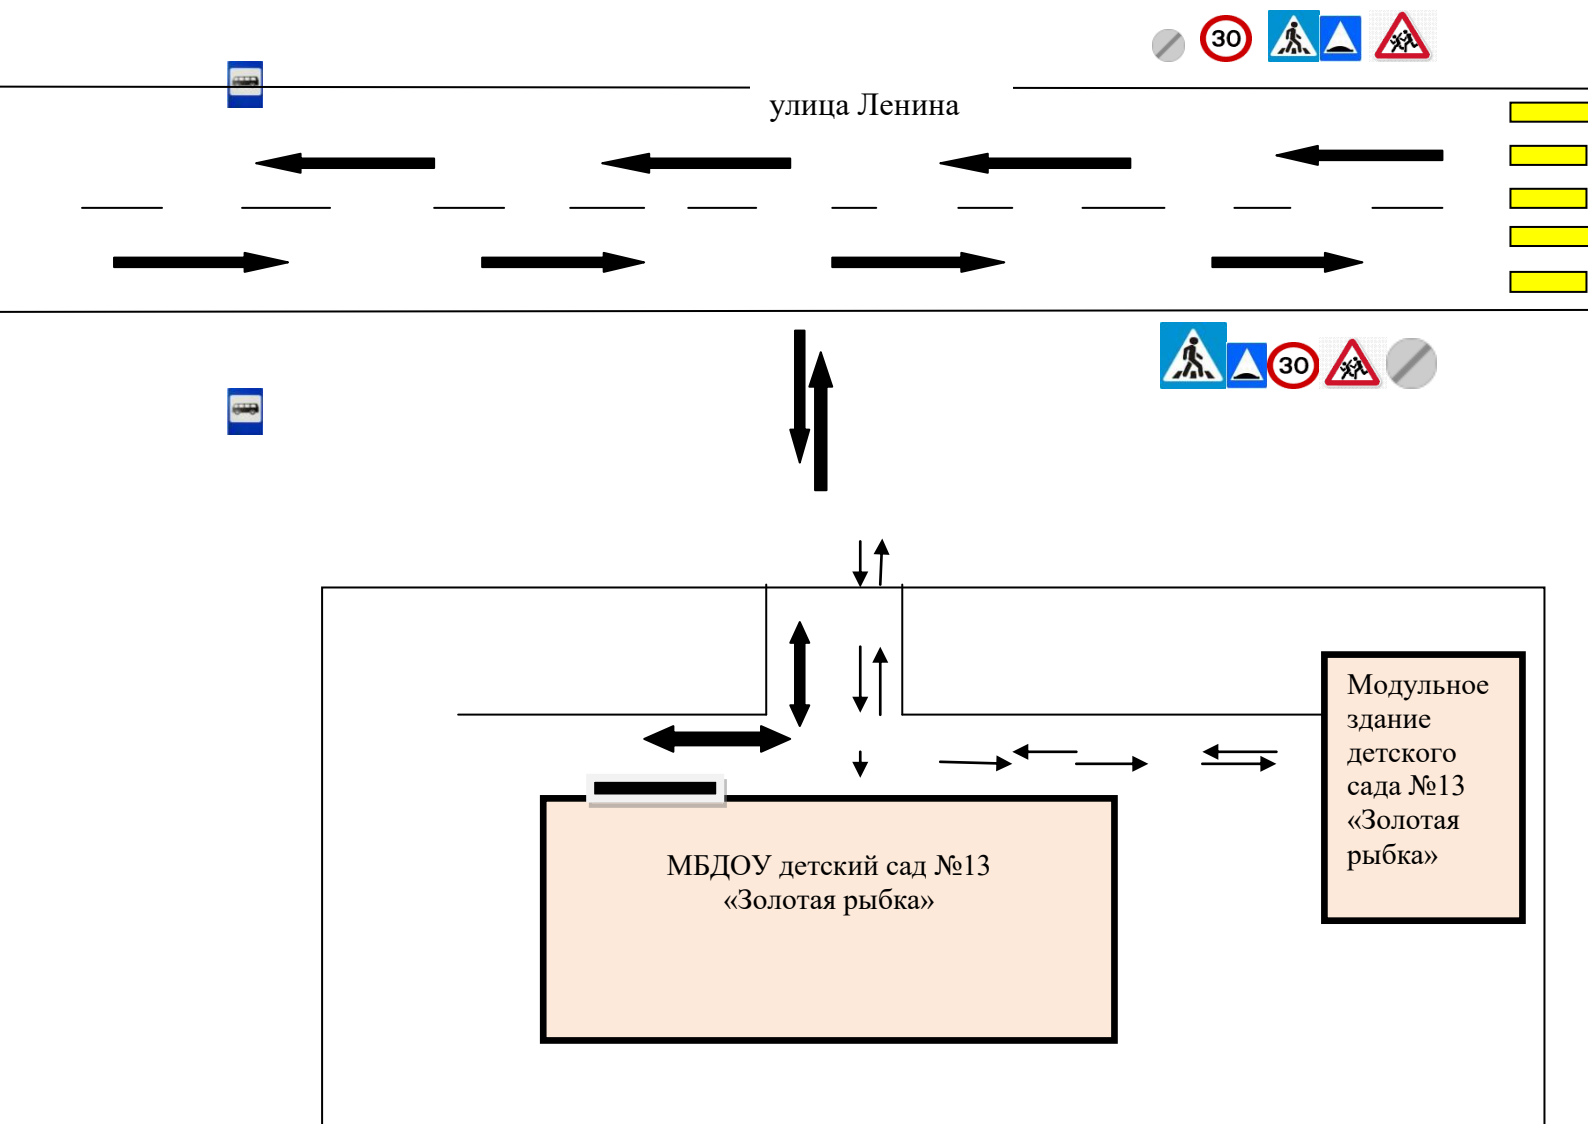 30
улица Ленина
30
Модульное
здание
детского
сада №13
«Золотая
рыбка»
МБДОУ детский сад №13
«Золотая рыбка»